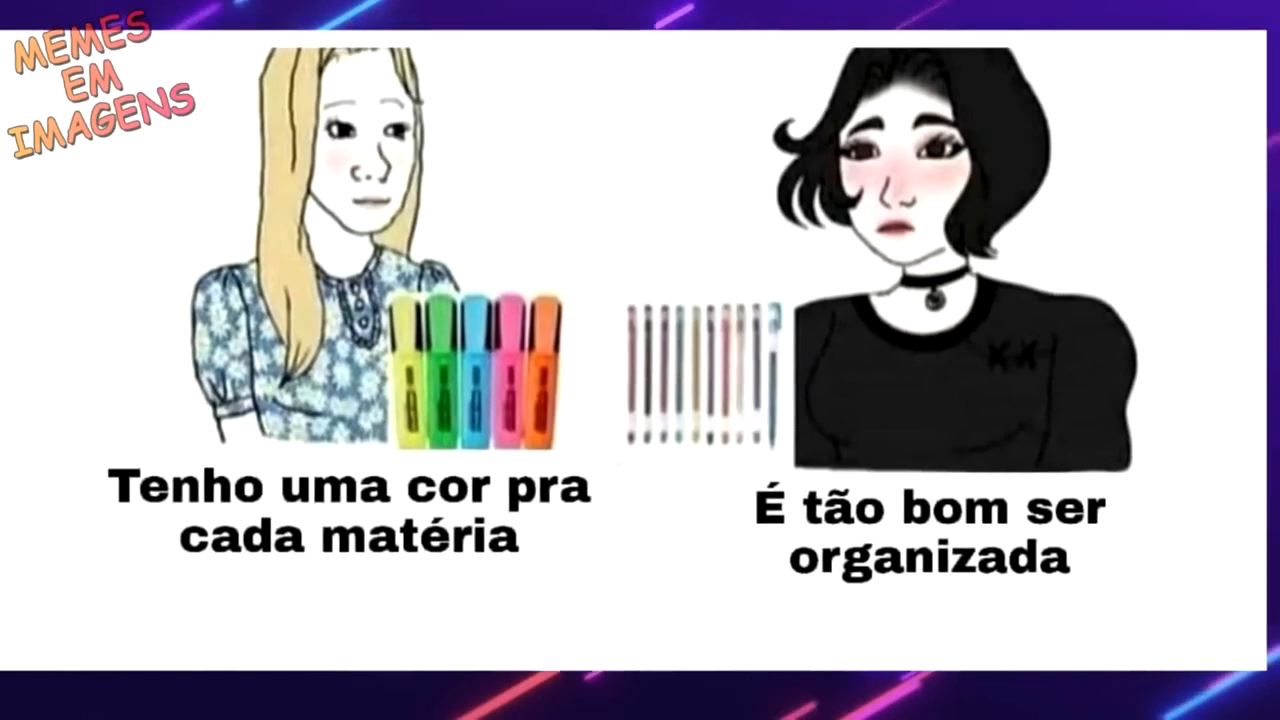 MEMES
EM
IMAGENS
Tenho uma cor pra
cada matéria
É tão bom ser
organizada